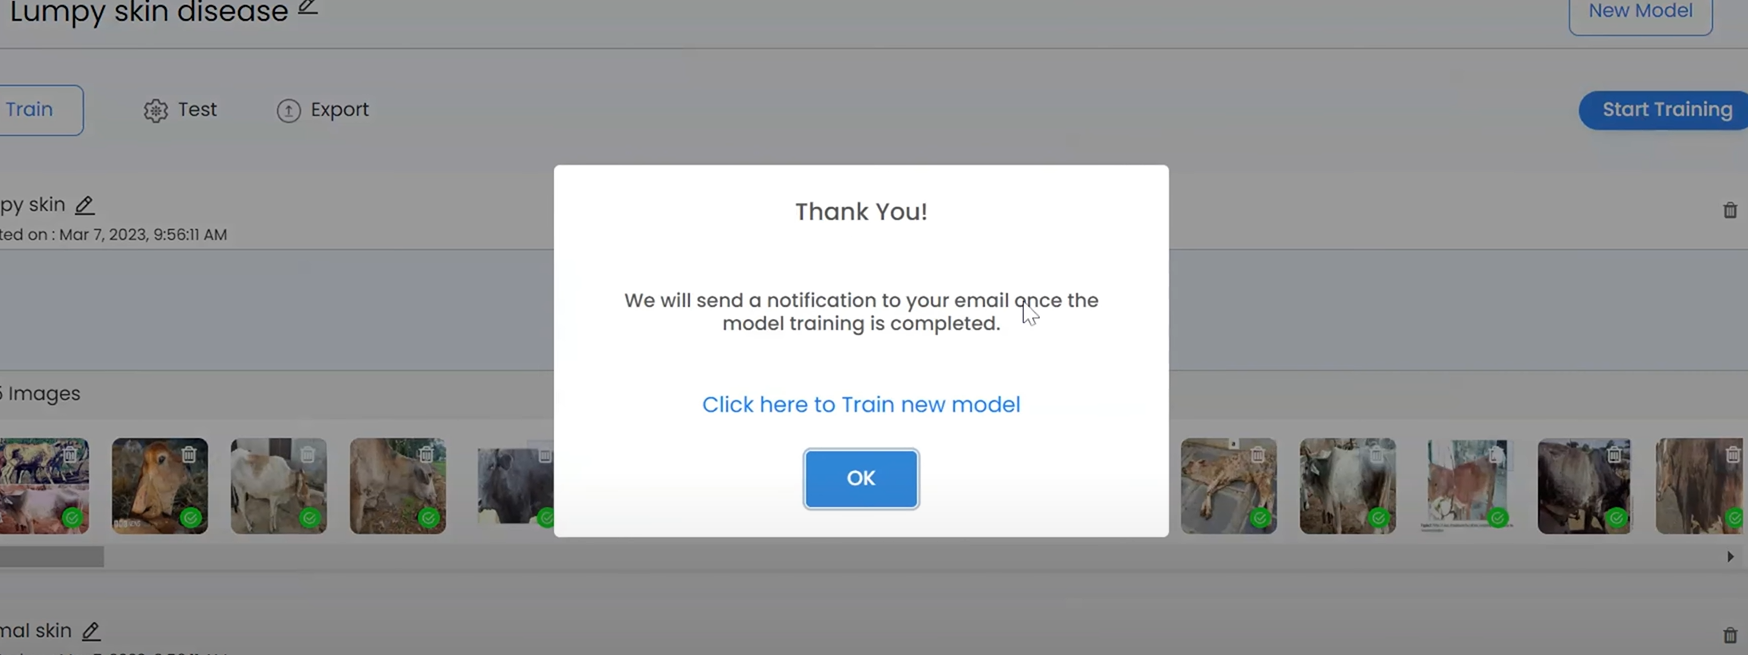 Lumpy skin disease
New Model
Train
Test
Export
Start Training
Thank You!
py skin
ted on : Mar 7, 2023, 9:56:11 AM
We will send a notification to your email once the
model training is completed.
Images
Click here to Train new model
OK
mal skin